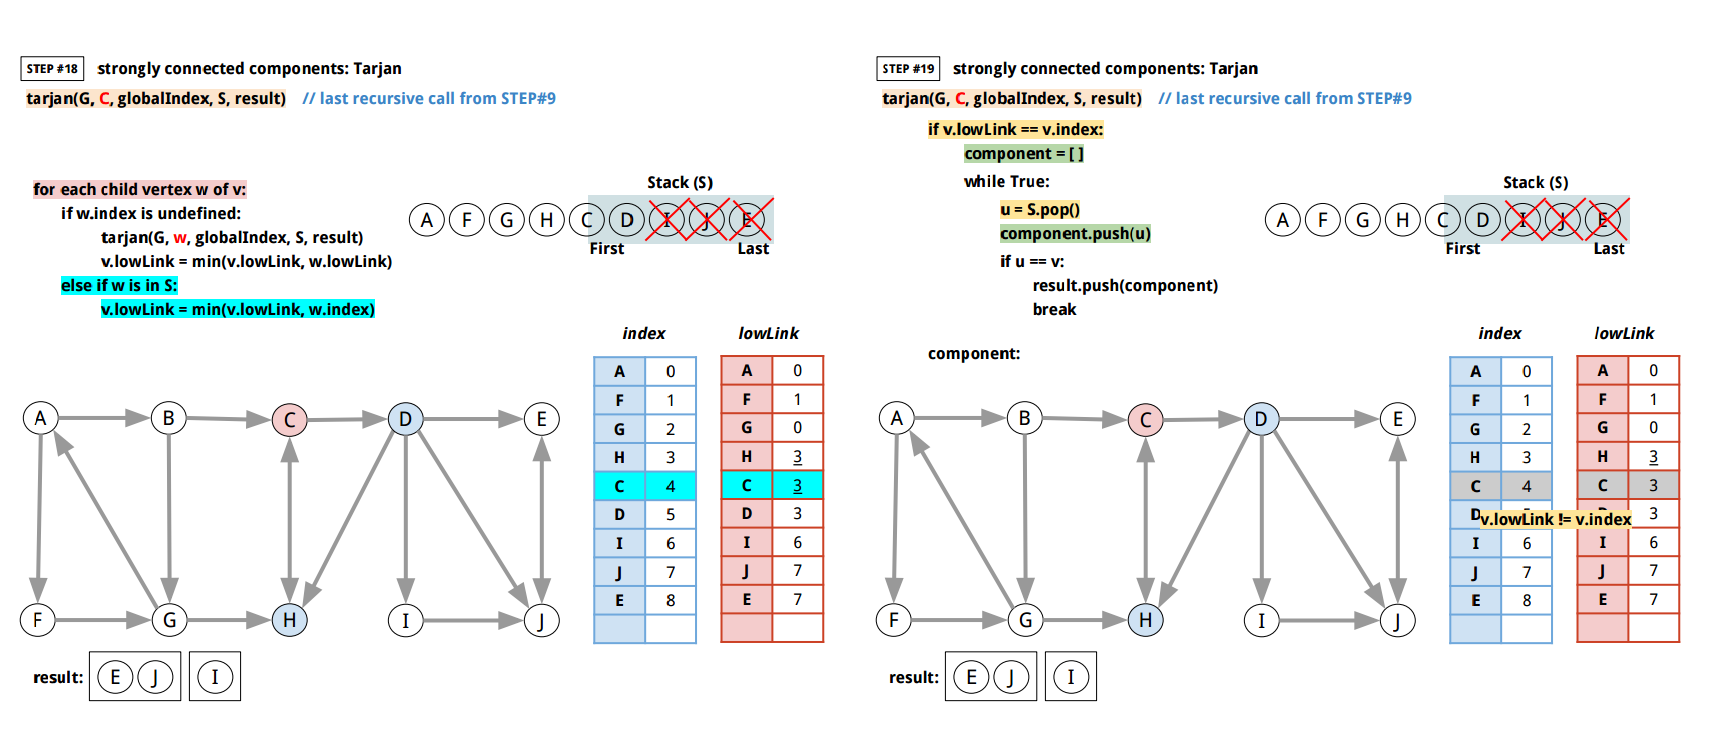 STEP #18 strongly connected components: Tarjan
tarjan(G, C, globalIndex, S, result) // last recursive call from STEP#9
for each child vertex w of v:
if w.index is undefined:
tarjan(G, w, globalIndex, S, result)
v.lowLink = min(v.lowLink, w.lowLink)
else if w is in S:
v.lowLink = min(v.lowLink, w.index)
Stack (S)
A F G H C D I J E
First Last
index lowLink
A 0 A 0
F 1 F 1
G 2 G 0
H 3 H 3
C 4 C 3
D 5 D 3
I 6 I 6
J 7 J 7
E 8 E 7
A B C D E
F G H I J
result: E J I
STEP #19 strongly connected components: Tarjan
tarjan(G, C, globalIndex, S, result) // last recursive call from STEP#9
if v.lowLink == v.index:
component = [ ]
while True:
u = S.pop()
component.push(u)
if u == v:
result.push(component)
break
Stack (S)
A F G H C D I J E
First Last
component:
index lowLink
A 0 A 0
F 1 F 1
G 2 G 0
H 3 H 3
C 4 C 3
D 3
v.lowLink != v.index
I 6 I 6
J 7 J 7
E 8 E 7
A B C D E
F G H I J
result: E J I